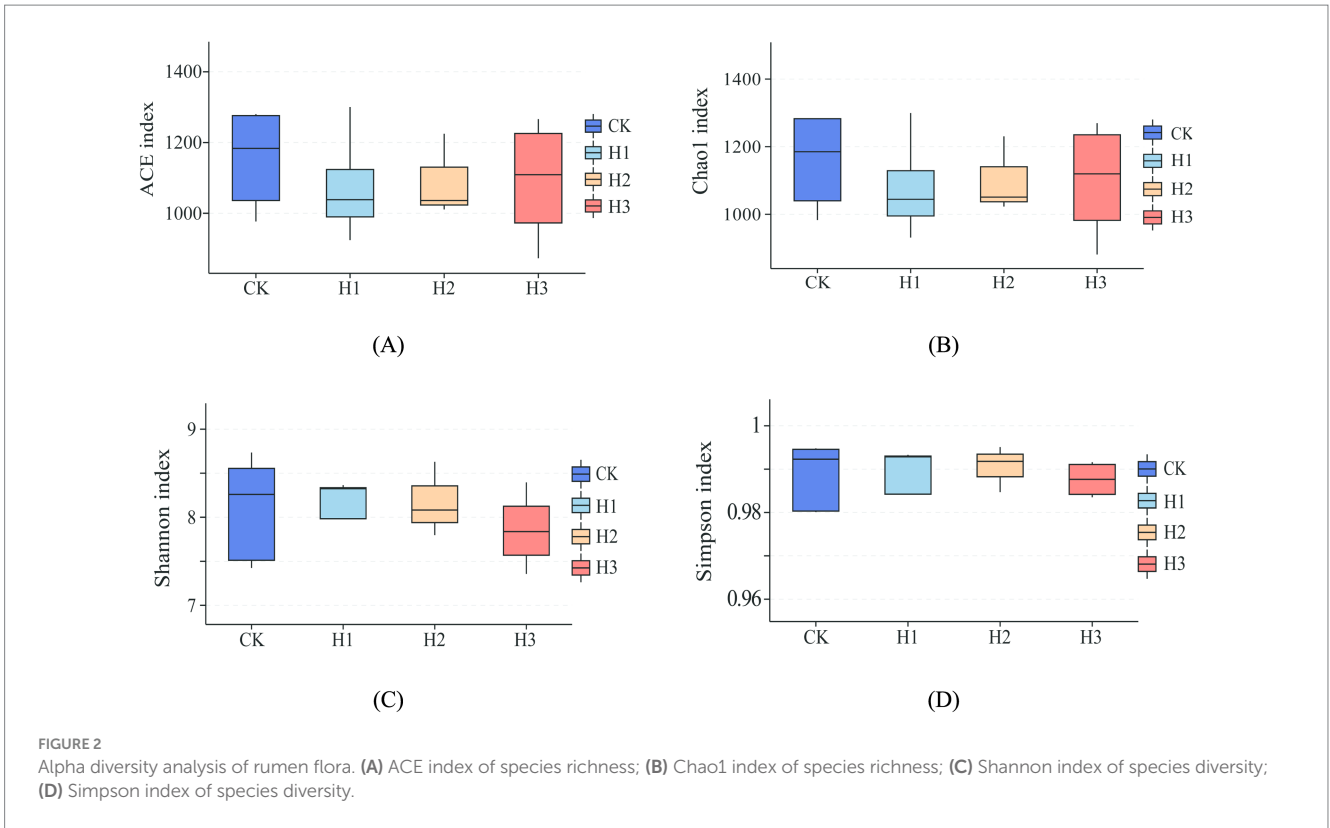 1400
1200
1000
ACE index
CK
H1
H2
H3
CK
H1
H2
H3
(A)
1400
1200
1000
Chao1 index
CK
H1
H2
H3
CK
H1
H2
H3
(B)
9
8
7
Shannon index
CK
H1
H2
H3
CK
H1
H2
H3
(C)
1
0.98
0.96
Simpson index
CK
H1
H2
H3
CK
H1
H2
H3
(D)
FIGURE 2
Alpha diversity analysis of rumen flora. (A) ACE index of species richness; (B) Chao1 index of species richness; (C) Shannon index of species diversity;
(D) Simpson index of species diversity.